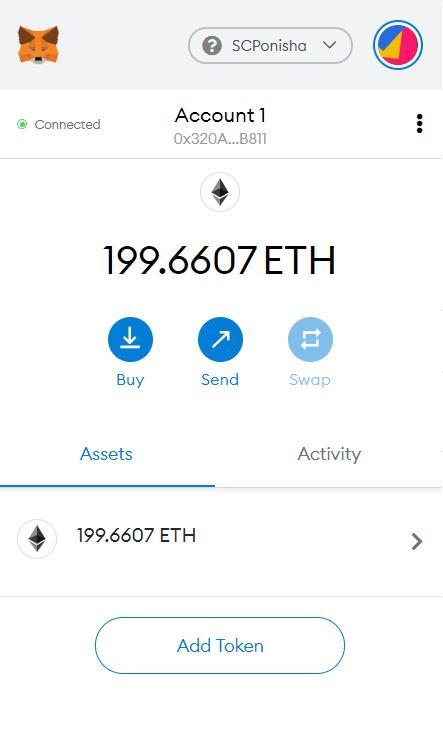 SCPonisha
Connected
Account 1
0x320A...B811
199.6607 ETH
Buy
Send
Swap
Assets
Activity
199.6607 ETH
Add Token